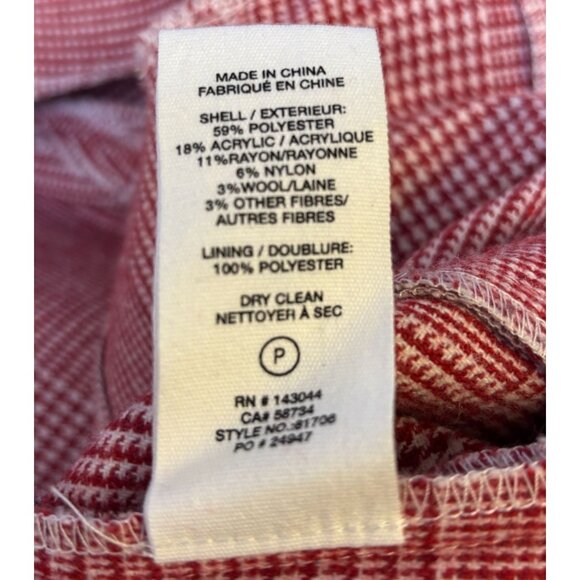 MADE IN CHINA
FABRIQUÉ EN CHINE
SHELL / EXTERIEUR:
59% POLYESTER
18% ACRYLIC / ACRYLIQUE
11%RAYON/RAYONNE
6% NYLON
3%WOOL/LAINE
3% OTHER FIBRES/
AUTRES FIBRES
LINING / DOUBLURE:
100% POLYESTER
DRY CLEAN
NETTOYER À SEC
P
RN # 143044
CA# 58734
STYLE NO.:81706
PO # 24947